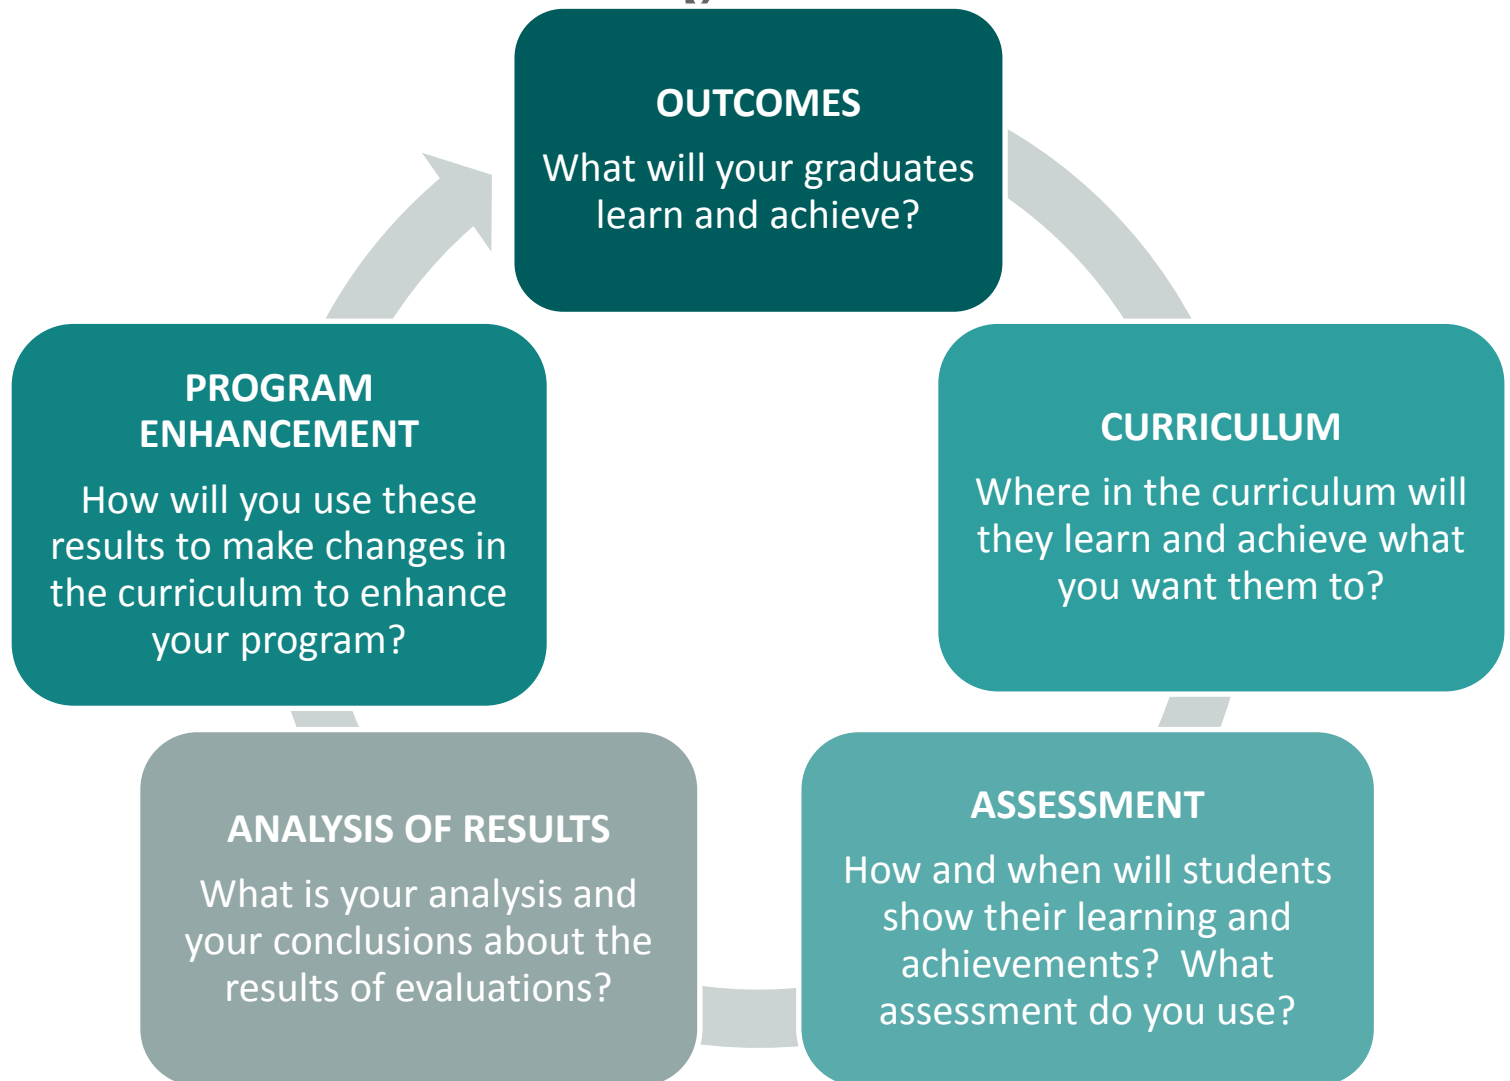 OUTCOMES
What will your graduates
learn and achieve?
CURRICULUM
Where in the curriculum will
they learn and achieve what
you want them to?
ASSESSMENT
How and when will students
show their learning and
achievements?  What
assessment do you use?
ANALYSIS OF RESULTS
What is your analysis and
your conclusions about the
results of evaluations?
PROGRAM
ENHANCEMENT
How will you use these
results to make changes in
the curriculum to enhance
your program?